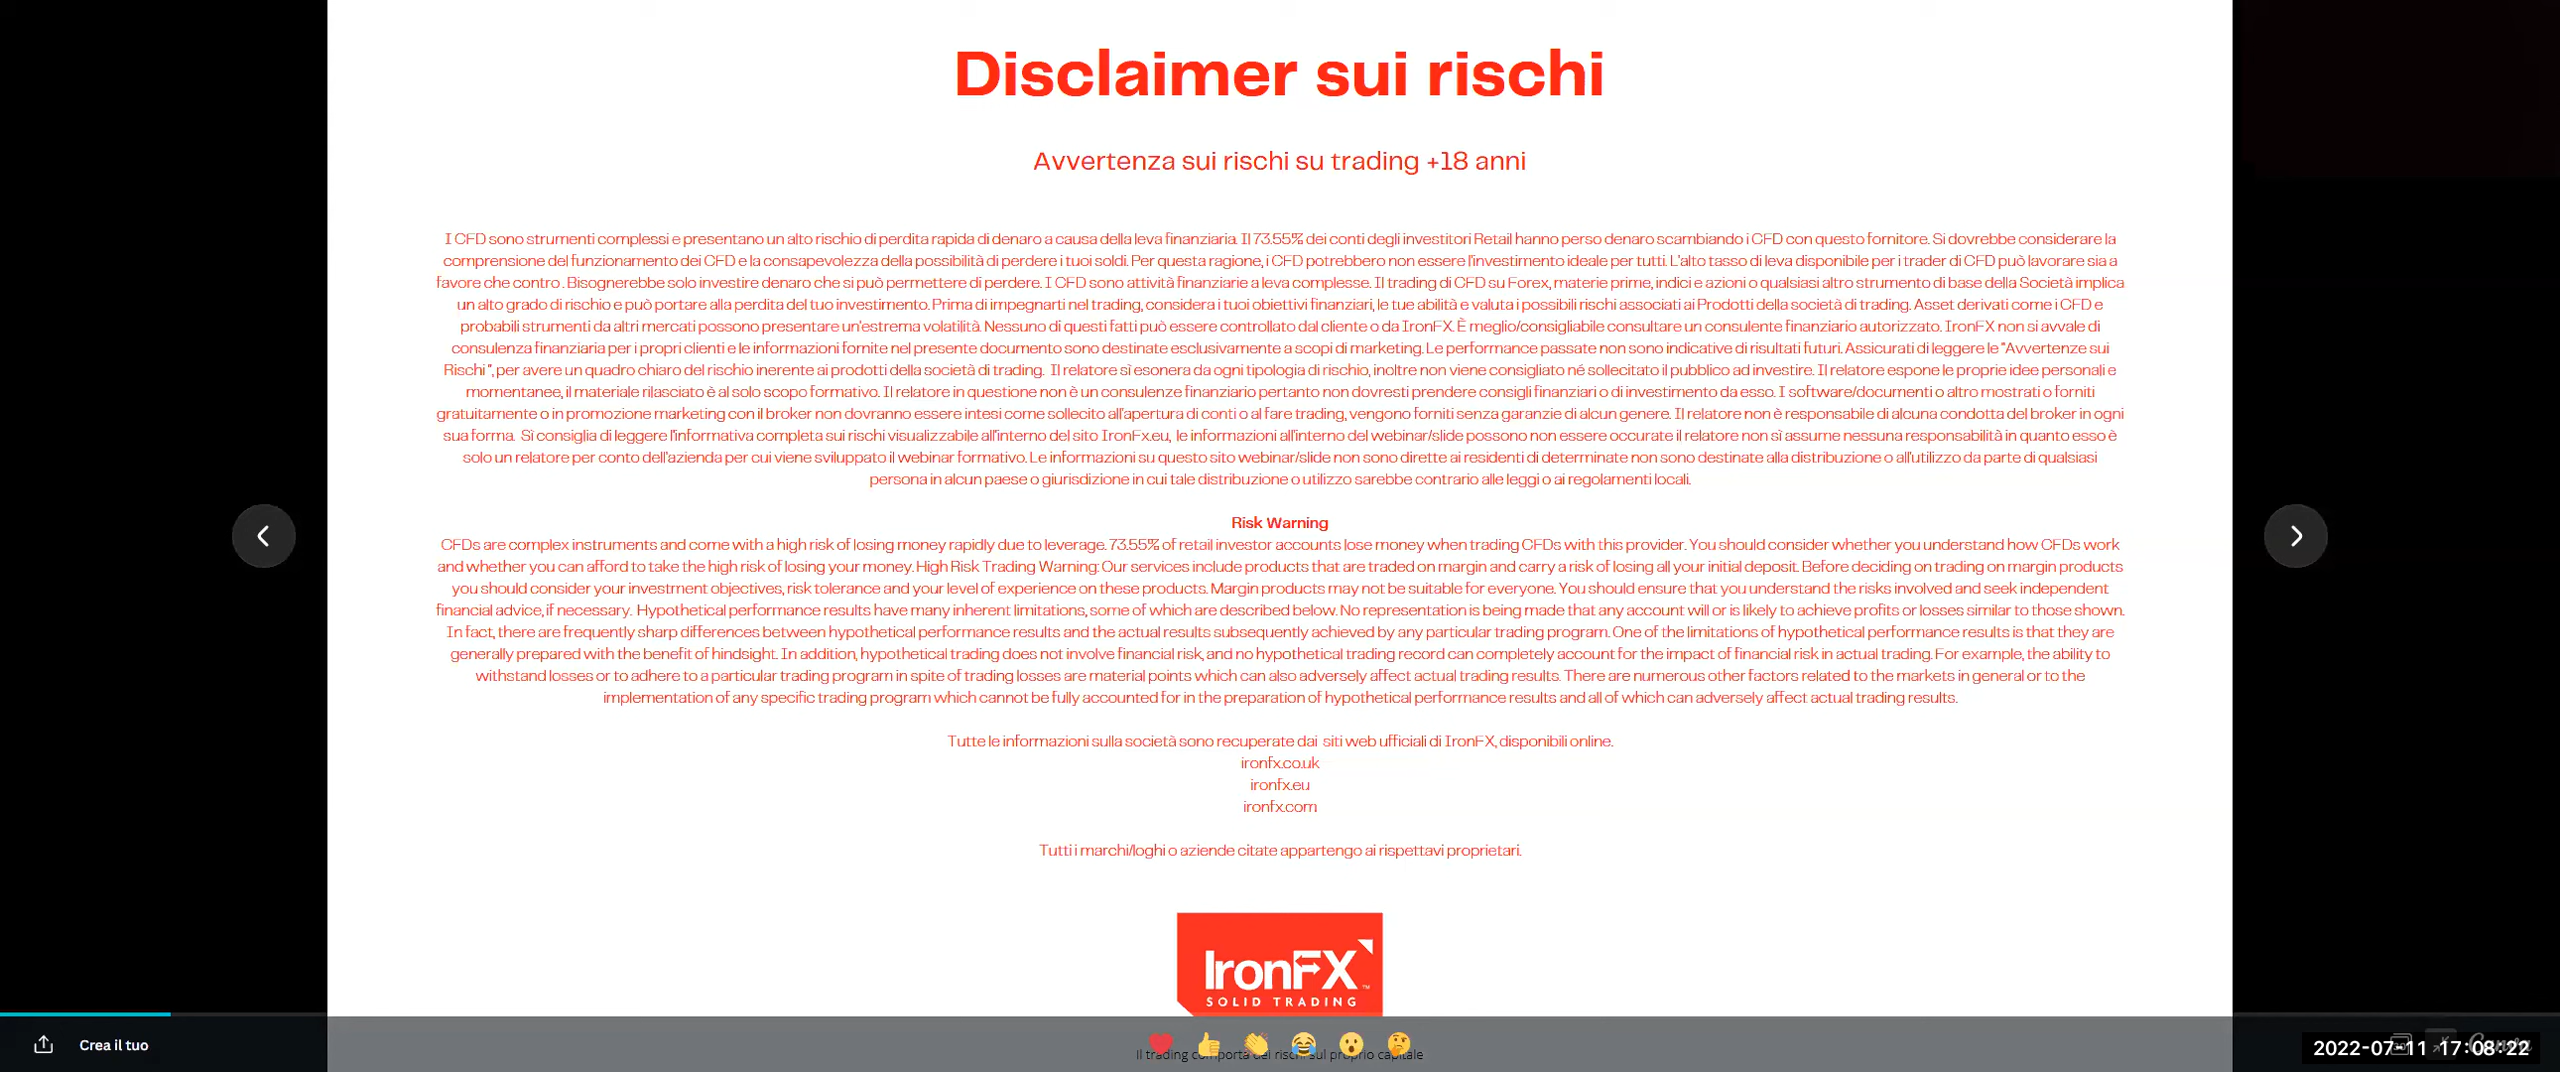 Disclaimer sui rischi
Avvertenza sui rischi su trading +18 anni
I CFD sono strumenti complessi e presentano un alto rischio di perdita rapida di denaro a causa della leva finanziaria. Il 73.55% dei conti degli investitori Retail hanno perso denaro scambiando i CFD con questo fornitore. Si dovrebbe considerare la
comprensione del funzionamento dei CFD e la consapevolezza della possibilità di perdere i tuoi soldi. Per questa ragione, i CFD potrebbero non essere l'investimento ideale per tutti. L'alto tasso di leva disponibile per i trader di CFD può lavorare sia a
favore che contro . Bisognerebbe solo investire denaro che si può permettere di perdere. I CFD sono attività finanziarie a leva complesse. Il trading di CFD su Forex, materie prime, indici e azioni o qualsiasi altro strumento di base della Società implica
un alto grado di rischio e può portare alla perdita del tuo investimento. Prima di impegnarti nel trading, considera i tuoi obiettivi finanziari, le tue abilità e valuta i possibili rischi associati ai Prodotti della società di trading. Asset derivati come i CFD e
probabili strumenti da altri mercati possono presentare un'estrema volatilità. Nessuno di questi fatti può essere controllato dal cliente o da IronFX. È meglio/consigliabile consultare un consulente finanziario autorizzato. IronFX non si avvale di
consulenza finanziaria per i propri clienti e le informazioni fornite nel presente documento sono destinate esclusivamente a scopi di marketing. Le performance passate non sono indicative di risultati futuri. Assicurati di leggere le "Avvertenze sui
Rischi ", per avere un quadro chiaro del rischio inerente ai prodotti della società di trading. Il relatore sì esonera da ogni tipologia di rischio, inoltre non viene consigliato né sollecitato il pubblico ad investire. Il relatore espone le proprie idee personali e
momentanee, il materiale rilasciato è al solo scopo formativo. Il relatore in questione non è un consulenze finanziario pertanto non dovresti prendere consigli finanziari o di investimento da esso. I software/documenti o altro mostrati o forniti
gratuitamente o in promozione marketing con il broker non dovranno essere intesi come sollecito all'apertura di conti o al fare trading, vengono forniti senza garanzie di alcun genere. Il relatore non è responsabile di alcuna condotta del broker in ogni
sua forma. Sì consiglia di leggere l'informativa completa sui rischi visualizzabile all'interno del sito IronFx.eu, le informazioni all'interno del webinar/slide possono non essere occurate il relatore non sì assume nessuna responsabilità in quanto esso è
solo un relatore per conto dell'azienda per cui viene sviluppato il webinar formativo. Le informazioni su questo sito webinar/slide non sono dirette ai residenti di determinate non sono destinate alla distribuzione o all'utilizzo da parte di qualsiasi
persona in alcun paese o giurisdizione in cui tale distribuzione o utilizzo sarebbe contrario alle leggi o ai regolamenti locali.
Risk Warning
CFDs are complex instruments and come with a high risk of losing money rapidly due to leverage. 73.55% of retail investor accounts lose money when trading CFDs with this provider. You should consider whether you understand how CFDs work
and whether you can afford to take the high risk of losing your money. High Risk Trading Warning: Our services include products that are traded on margin and carry a risk of losing all your initial deposit. Before deciding on trading on margin products
you should consider your investment objectives, risk tolerance and your level of experience on these products. Margin products may not be suitable for everyone. You should ensure that you understand the risks involved and seek independent
financial advice, if necessary. Hypothetical performance results have many inherent limitations, some of which are described below. No representation is being made that any account will or is likely to achieve profits or losses similar to those shown.
In fact, there are frequently sharp differences between hypothetical performance results and the actual results subsequently achieved by any particular trading program. One of the limitations of hypothetical performance results is that they are
generally prepared with the benefit of hindsight. In addition, hypothetical trading does not involve financial risk, and no hypothetical trading record can completely account for the impact of financial risk in actual trading. For example, the ability to
withstand losses or to adhere to a particular trading program in spite of trading losses are material points which can also adversely affect actual trading results. There are numerous other factors related to the markets in general or to the
implementation of any specific trading program which cannot be fully accounted for in the preparation of hypothetical performance results and all of which can adversely affect actual trading results.
Tutte le informazioni sulla società sono recuperate dai siti web ufficiali di IronFX, disponibili online.
ironfx.co.uk
ironfx.eu
ironfx.com
Tutti i marchi/loghi o aziende citate appartengo ai rispettavi proprietari.
IronFX™
SOLID TRADING
Il trading comporta dei rischi sul proprio capitale
Crea il tuo
2022-07-11 17:08:22